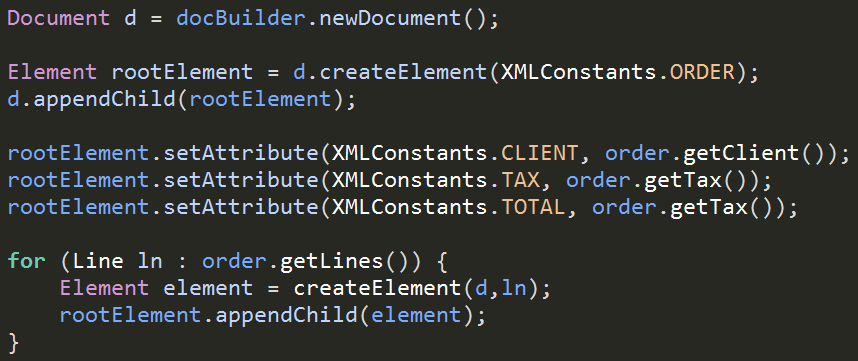 Document d = docBuilder.newDocument();
Element rootElement = d.createElement(XMLConstants.ORDER);
d.appendChild(rootElement);
rootElement.setAttribute(XMLConstants.CLIENT, order.getClient());
rootElement.setAttribute(XMLConstants.TAX, order.getTax());
rootElement.setAttribute(XMLConstants.TOTAL, order.getTax());
for (Line ln : order.getLines()) {
    Element element = createElement(d,ln);
    rootElement.appendChild(element);
}